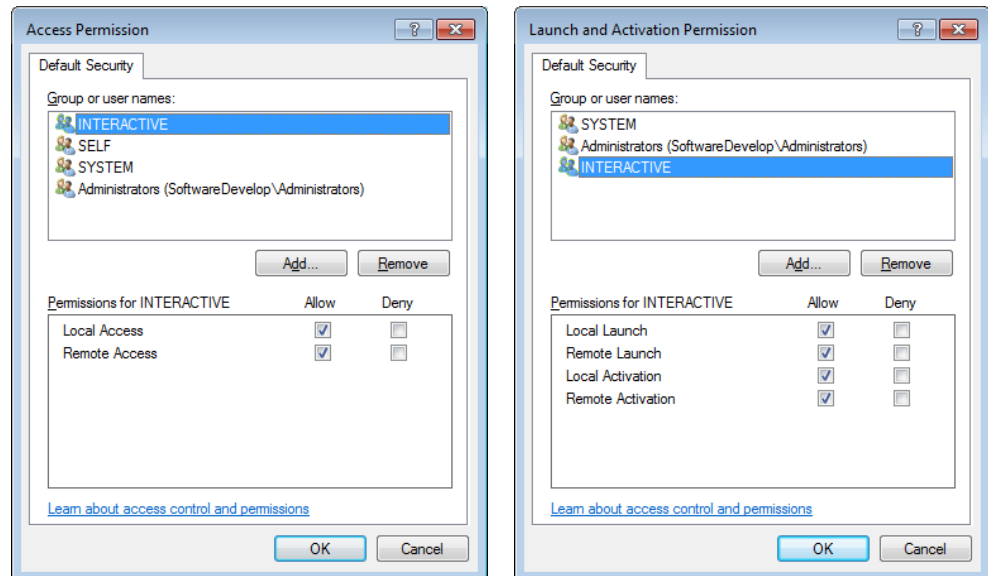 Access Permission
Default Security
Group or user names:
INTERACTIVE
SELF
SYSTEM
Administrators (SoftwareDevelop\Administrators)
Add... Remove
Permissions for INTERACTIVE Allow Deny
Local Access
Remote Access
Learn about access control and permissions
OK Cancel
Launch and Activation Permission
Default Security
Group or user names:
SYSTEM
Administrators (SoftwareDevelop\Administrators)
INTERACTIVE
Add... Remove
Permissions for INTERACTIVE Allow Deny
Local Launch
Remote Launch
Local Activation
Remote Activation
Learn about access control and permissions
OK Cancel